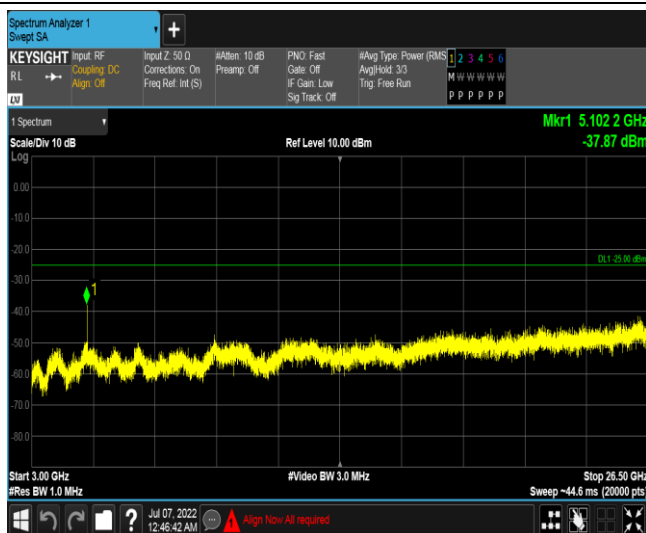 Spectrum Analyzer 1
Swept SA
KEYSIGHT
RL
LXI
Input: RF
Coupling: DC
Align: Off
Input Z: 50 Ω
Corrections: On
Freq Ref: Int (S)
#Atten: 10 dB
Preamp: Off
PNO: Fast
Gate: Off
IF Gain: Low
Sig Track: Off
#Avg Type: Power (RMS
Avg|Hold: 3/3
Trig: Free Run
1 2 3 4 5 6
M W W W W W
P P P P P P
1 Spectrum
Mkr1 5.102 2 GHz
Scale/Div 10 dB
Ref Level 10.00 dBm
-37.87 dBm
Log
0.00
-10.0
-20.0
DL1 -25.00 dBm
-30.0
1
-40.0
-50.0
-60.0
-70.0
-80.0
Start 3.00 GHz
#Video BW 3.0 MHz
Stop 26.50 GHz
#Res BW 1.0 MHz
Sweep ~44.6 ms (20000 pts)
?
Jul 07, 2022
12:46:42 AM
Align Now All required